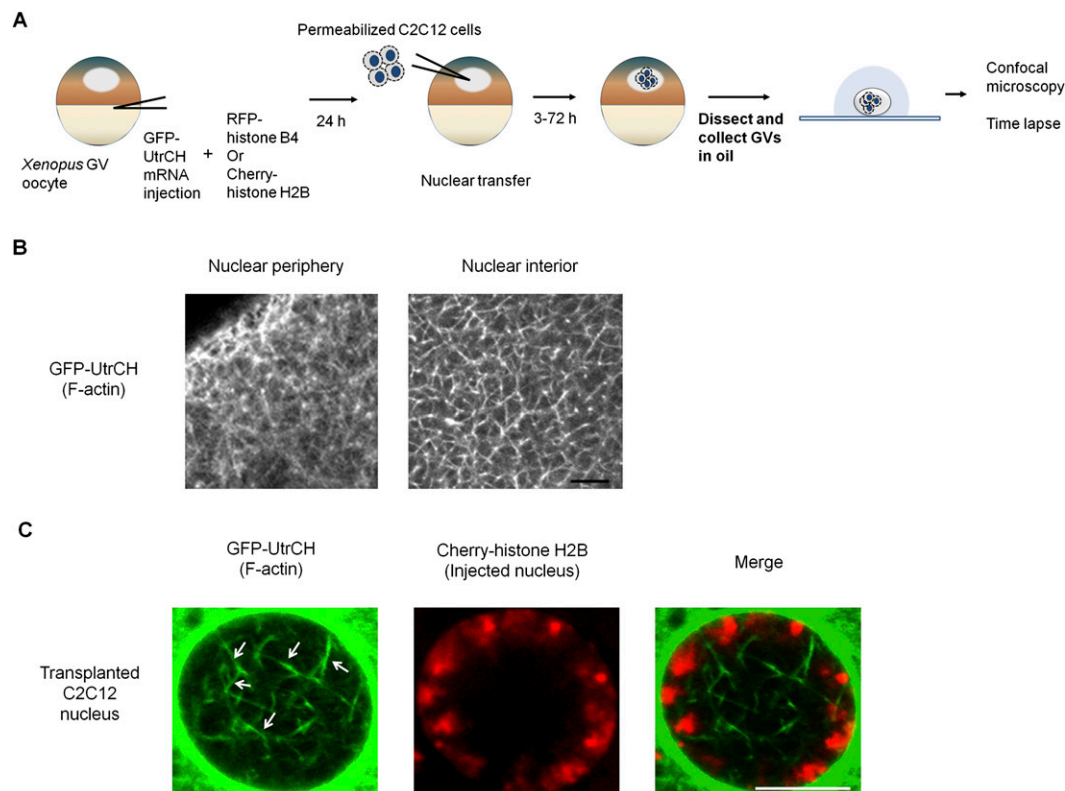 A
Permeabilized C2C12 cells
Xenopus GV
oocyte
GFP-
UtrCH
mRNA
injection
+
RFP-
histone B4
Or
Cherry-
histone H2B
24 h
Nuclear transfer
3-72 h
Dissect and
collect GVs
in oil
Confocal
microscopy
Time lapse
B
Nuclear periphery
Nuclear interior
GFP-UtrCH
(F-actin)
C
GFP-UtrCH
(F-actin)
Cherry-histone H2B
(Injected nucleus)
Merge
Transplanted
C2C12
nucleus